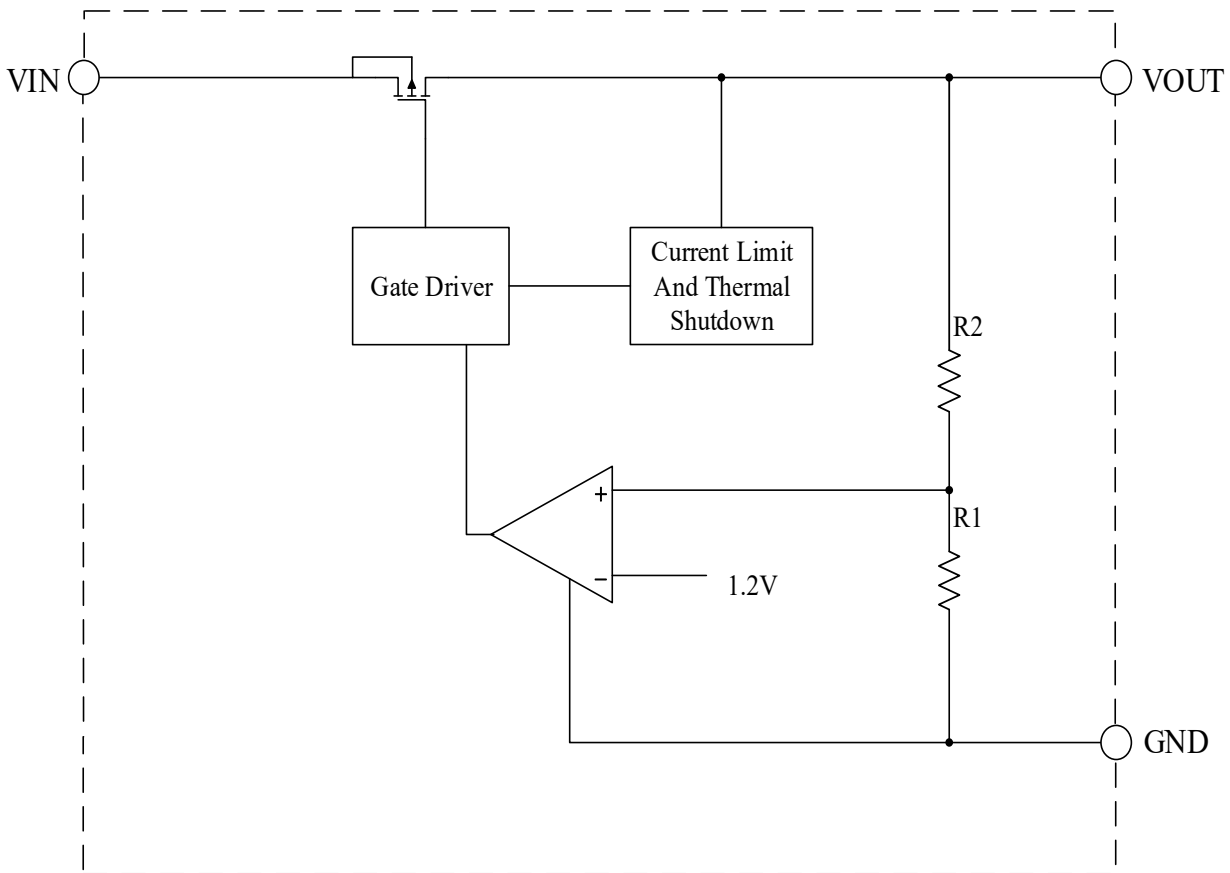 VIN
VOUT
Gate Driver
Current Limit
And Thermal
Shutdown
R2
+
R1
−
1.2V
GND